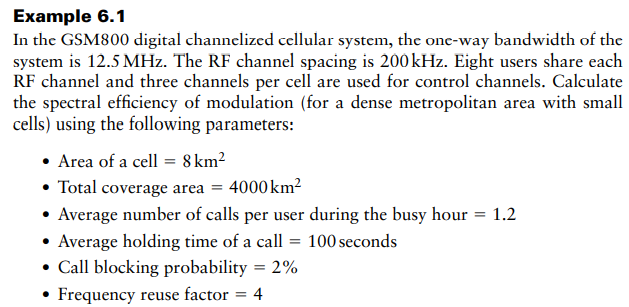 Example 6.1
In the GSM800 digital channelized cellular system, the one-way bandwidth of the
system is 12.5 MHz. The RF channel spacing is 200 kHz. Eight users share each
RF channel and three channels per cell are used for control channels. Calculate
the spectral efficiency of modulation (for a dense metropolitan area with small
cells) using the following parameters:
• Area of a cell = 8 km²
• Total coverage area = 4000 km²
• Average number of calls per user during the busy hour = 1.2
• Average holding time of a call = 100 seconds
• Call blocking probability = 2%
• Frequency reuse factor = 4